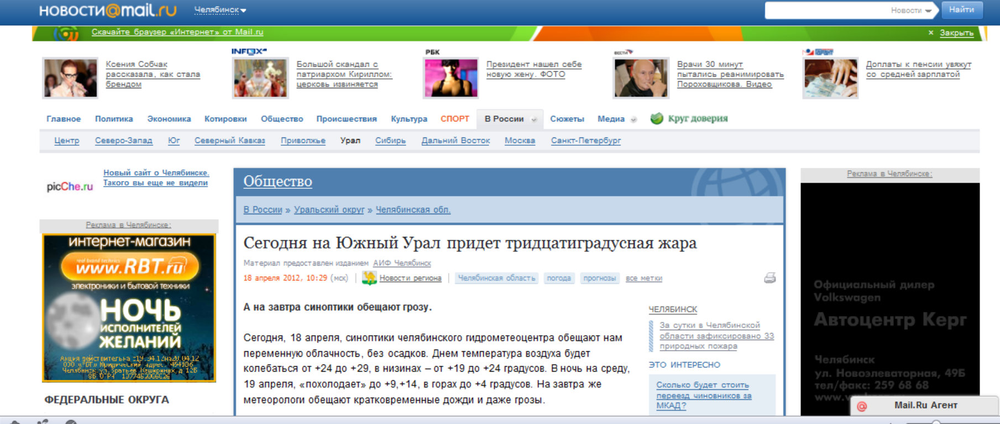 НОВОСТИ@mail.ru Челябинск
Новости
Найти
Скачайте браузер «Интернет» от Mail.ru
× Закрыть
Ксения Собчак
рассказала, как стала
брендом
INFOX
Большой скандал с
патриархом Кириллом:
церковь извиняется
РБК
Президент нашел себе
новую жену. ФОТО
ВЕСТИ
Врачи 30 минут
пытались реанимировать
Пороховщикова. Видео
Гарант
Доплаты к пенсии увяжут
со средней зарплатой
Главное Политика Экономика Котировки Общество Происшествия Культура СПОРТ В России Сюжеты Медиа Круг доверия
Центр Северо-Запад Юг Северный Кавказ Приволжье Урал Сибирь Дальний Восток Москва Санкт-Петербург
picChe.ru
Новый сайт о Челябинске.
Такого вы еще не видели
Реклама в Челябинске:
ИНТЕРНЕТ-МАГАЗИН
www.RBT.ru
электроники и бытовой техники
НОЧЬ
ИСПОЛНИТЕЛЕЙ
ЖЕЛАНИЙ
ФЕДЕРАЛЬНЫЕ ОКРУГА
Общество
В России » Уральский округ » Челябинская обл.
Сегодня на Южный Урал придет тридцатиградусная жара
Материал предоставлен изданием АИФ Челябинск
18 апреля 2012, 10:29 (мск) | Новости региона | Челябинская область погода прогнозы все метки
А на завтра синоптики обещают грозу.
Сегодня, 18 апреля, синоптики челябинского гидрометеоцентра обещают нам
переменную облачность, без осадков. Днем температура воздуха будет
колебаться от +24 до +29, в низинах – от +19 до +24 градусов. В ночь на среду,
19 апреля, «похолодает» до +9,+14, в горах до +4 градусов. На завтра же
метеорологи обещают кратковременные дожди и даже грозы.
ЧЕЛЯБИНСК
За сутки в Челябинской
области зафиксировано 33
природных пожара
ЭТО ИНТЕРЕСНО
Сколько будет стоить
переезд чиновников за
МКАД?
Реклама в Челябинске:
Официальный дилер
Volkswagen
Автоцентр Керг
Челябинск
ул. Новоэлеваторная, 49Б
тел/факс: 259 68 68
Mail.Ru Агент